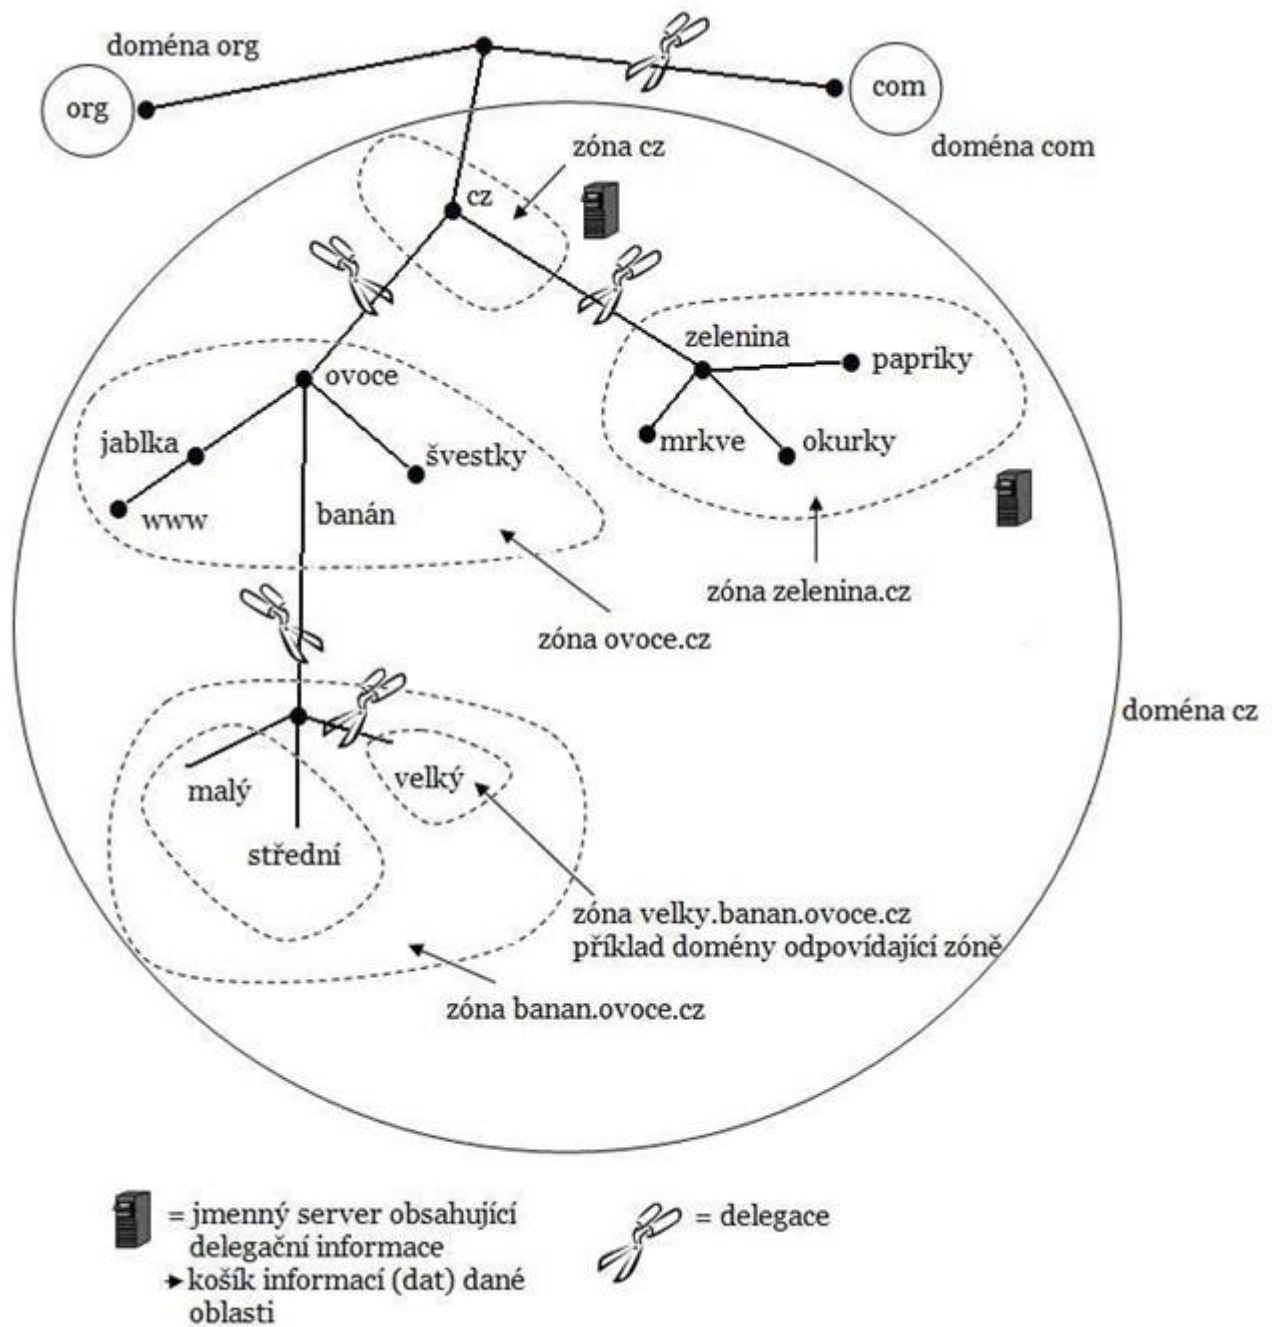 doména org
org
com
doména com
zóna cz
cz
zelenina
papriky
ovoce
jablka
mrkve
okurky
švestky
www
banán
zóna zelenina.cz
zóna ovoce.cz
doména cz
malý
velký
střední
zóna velky.banan.ovoce.cz
příklad domény odpovídající zóně
zóna banan.ovoce.cz
= jmenný server obsahující
delegační informace
košík informací (dat) dané
oblasti
= delegace